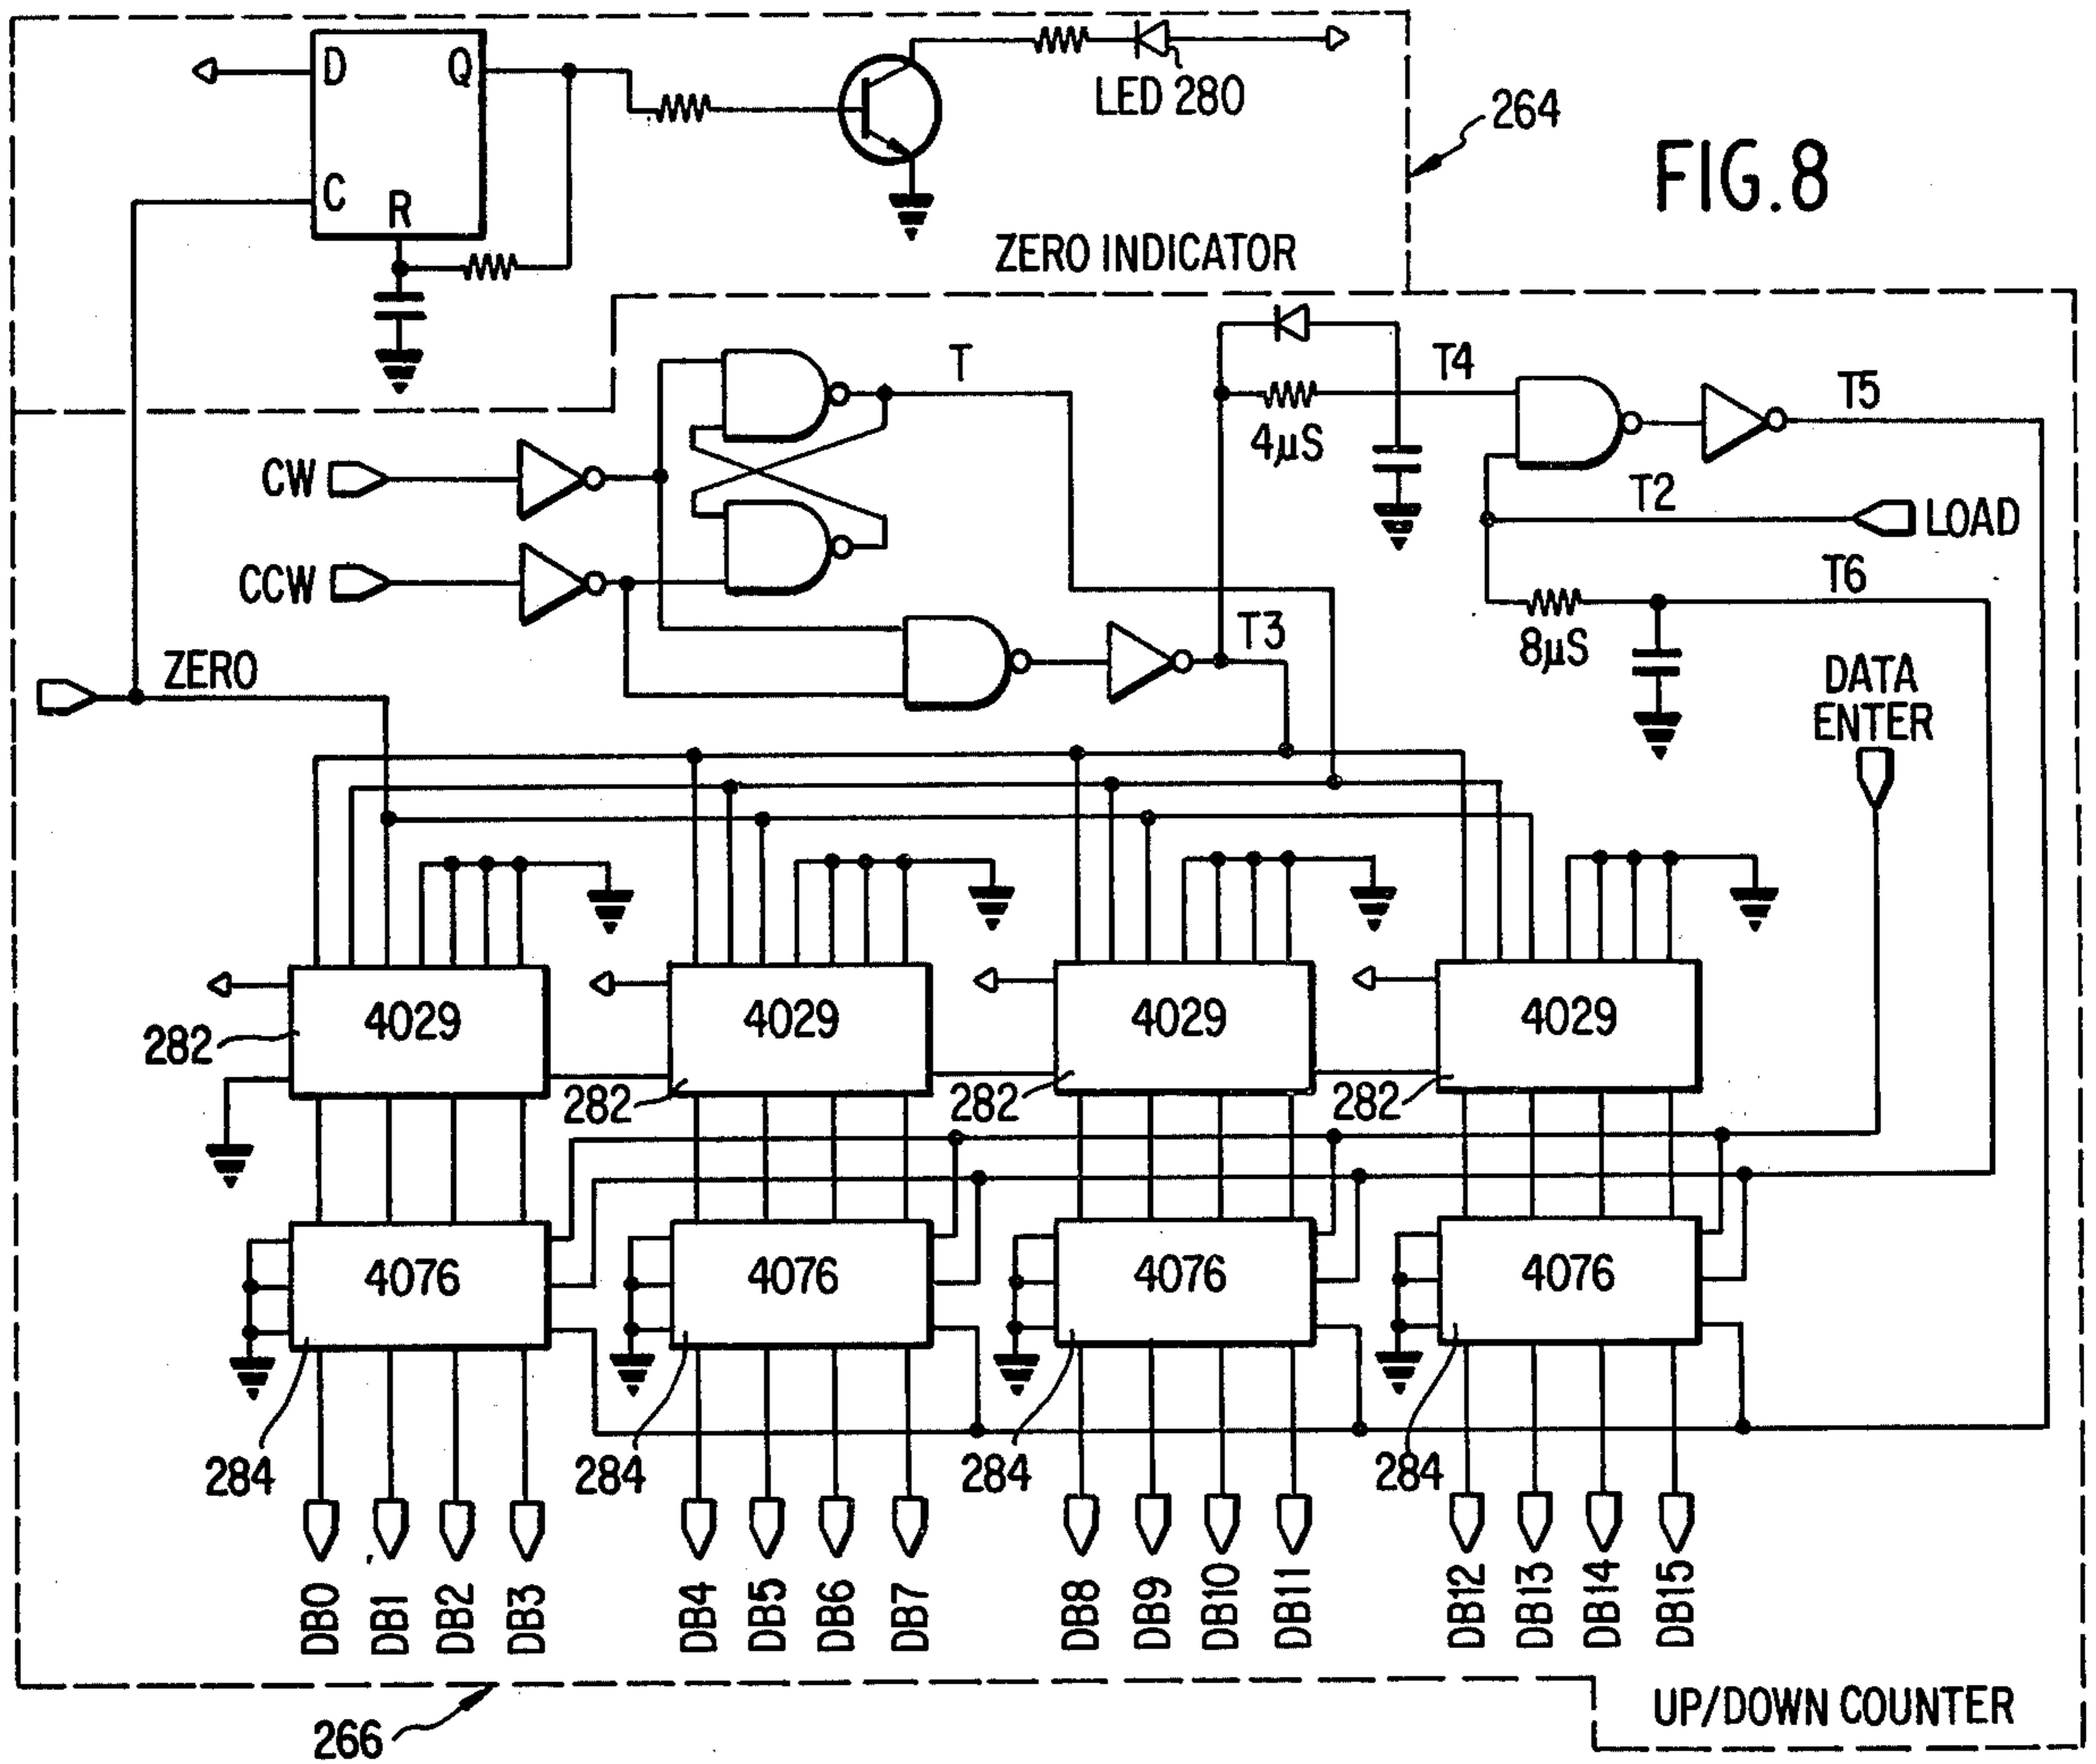 D Q
C
R
LED 280
264
FIG.8
ZERO INDICATOR
T
T4
T5
4µS
CW
T2
LOAD
CCW
T6
T3
8µS
ZERO
DATA
ENTER
4029
4029
4029
4029
282
282
282
282
4076
4076
4076
4076
284
284
284
284
DB0
DB1
DB2
DB3
DB4
DB5
DB6
DB7
DB8
DB9
DB10
DB11
DB12
DB13
DB14
DB15
UP/DOWN COUNTER
266